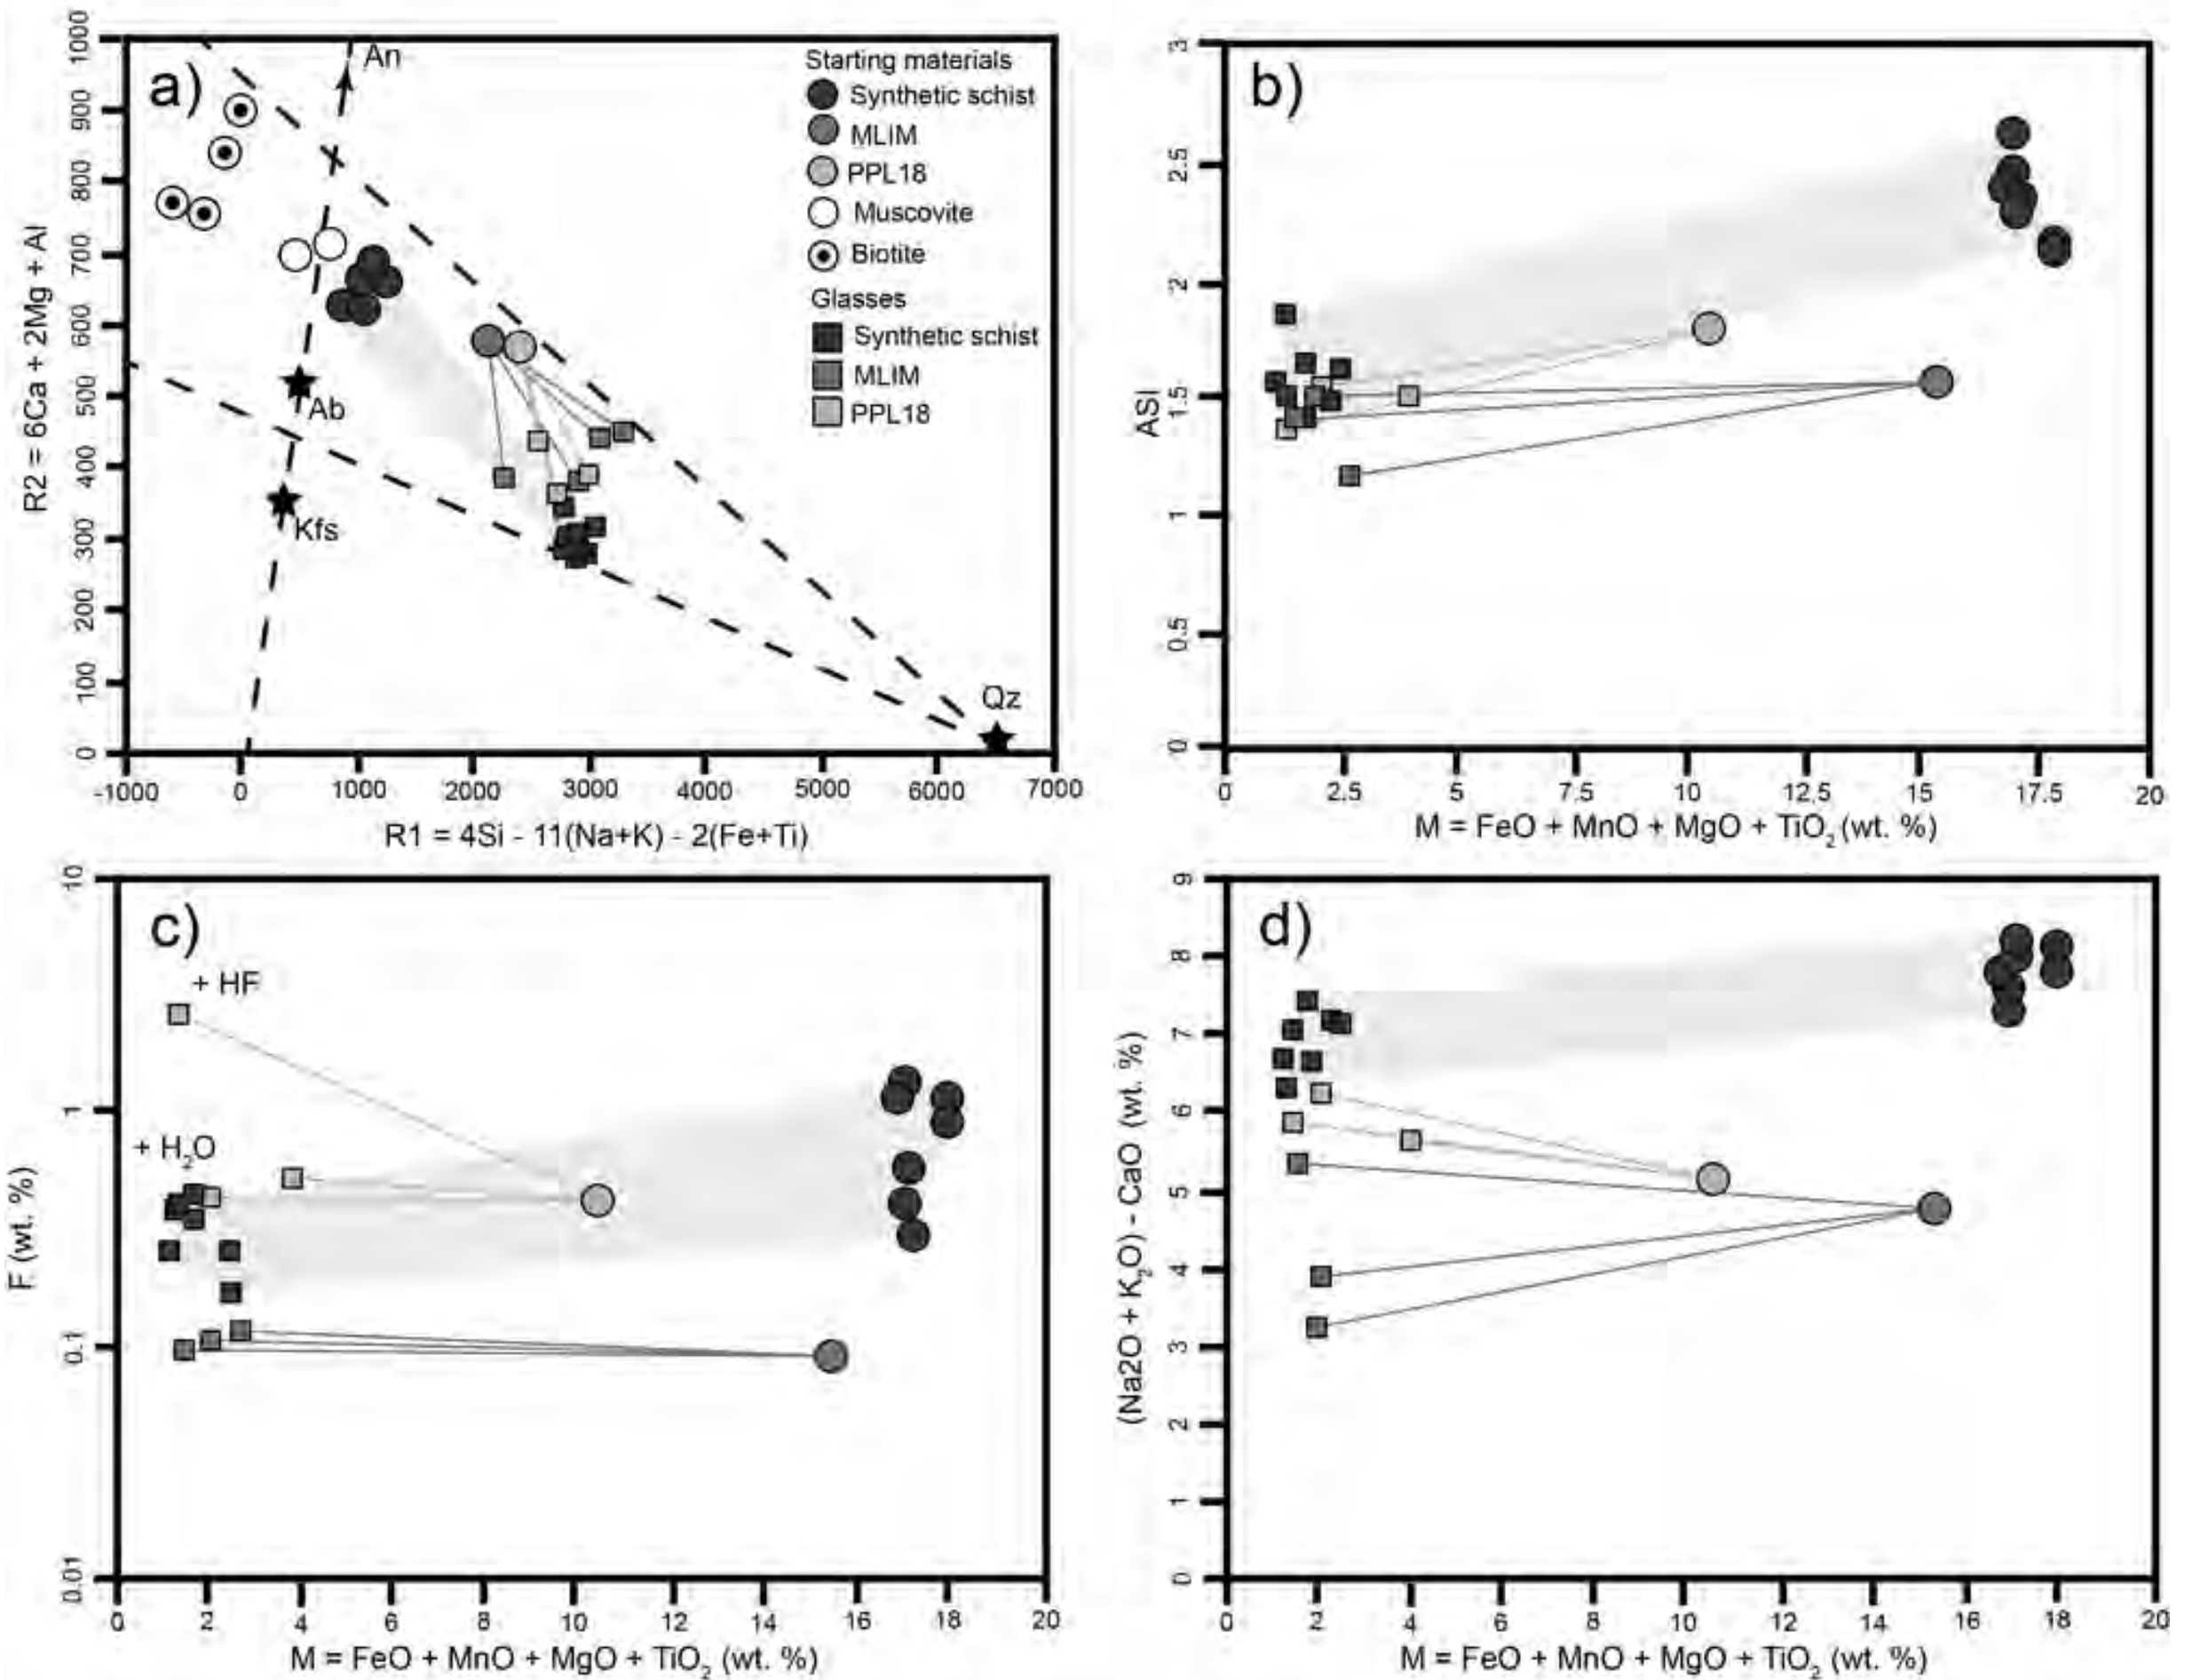 a)
An
Ab
Kfs
Qz
Starting materials
Synthetic schist
MLIM
PPL18
Muscovite
Biotite
Glasses
Synthetic schist
MLIM
PPL18
R2 = 6Ca + 2Mg + Al
0 100 200 300 400 500 600 700 800 900 1000
-1000 0 1000 2000 3000 4000 5000 6000 7000
R1 = 4Si - 11(Na+K) - 2(Fe+Ti)
b)
ASI
0 0.5 1 1.5 2 2.5 3
0 2.5 5 7.5 10 12.5 15 17.5 20
M = FeO + MnO + MgO + TiO₂ (wt. %)
c)
+ HF
+ H₂O
F (wt. %)
0.01 0.1 1 10
0 2 4 6 8 10 12 14 16 18 20
M = FeO + MnO + MgO + TiO₂ (wt. %)
d)
(Na2O + K₂O) - CaO (wt. %)
0 1 2 3 4 5 6 7 8 9
0 2 4 6 8 10 12 14 16 18 20
M = FeO + MnO + MgO + TiO₂ (wt. %)